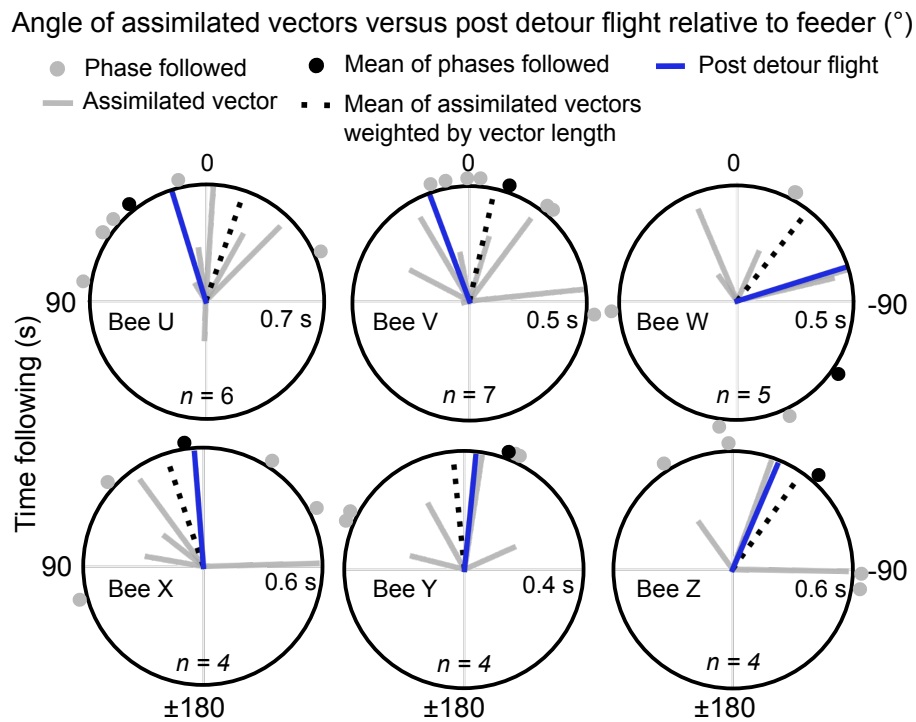 Angle of assimilated vectors versus post detour flight relative to feeder (°)
Phase followed
Mean of phases followed
Post detour flight
Assimilated vector
Mean of assimilated vectors
weighted by vector length
0
0
0
90
Time following (s)
Bee U
0.7 s
n = 6
Bee V
0.5 s
n = 7
Bee W
0.5 s
n = 5
-90
90
Bee X
0.6 s
n = 4
±180
Bee Y
0.4 s
n = 4
±180
Bee Z
0.6 s
n = 4
±180
-90